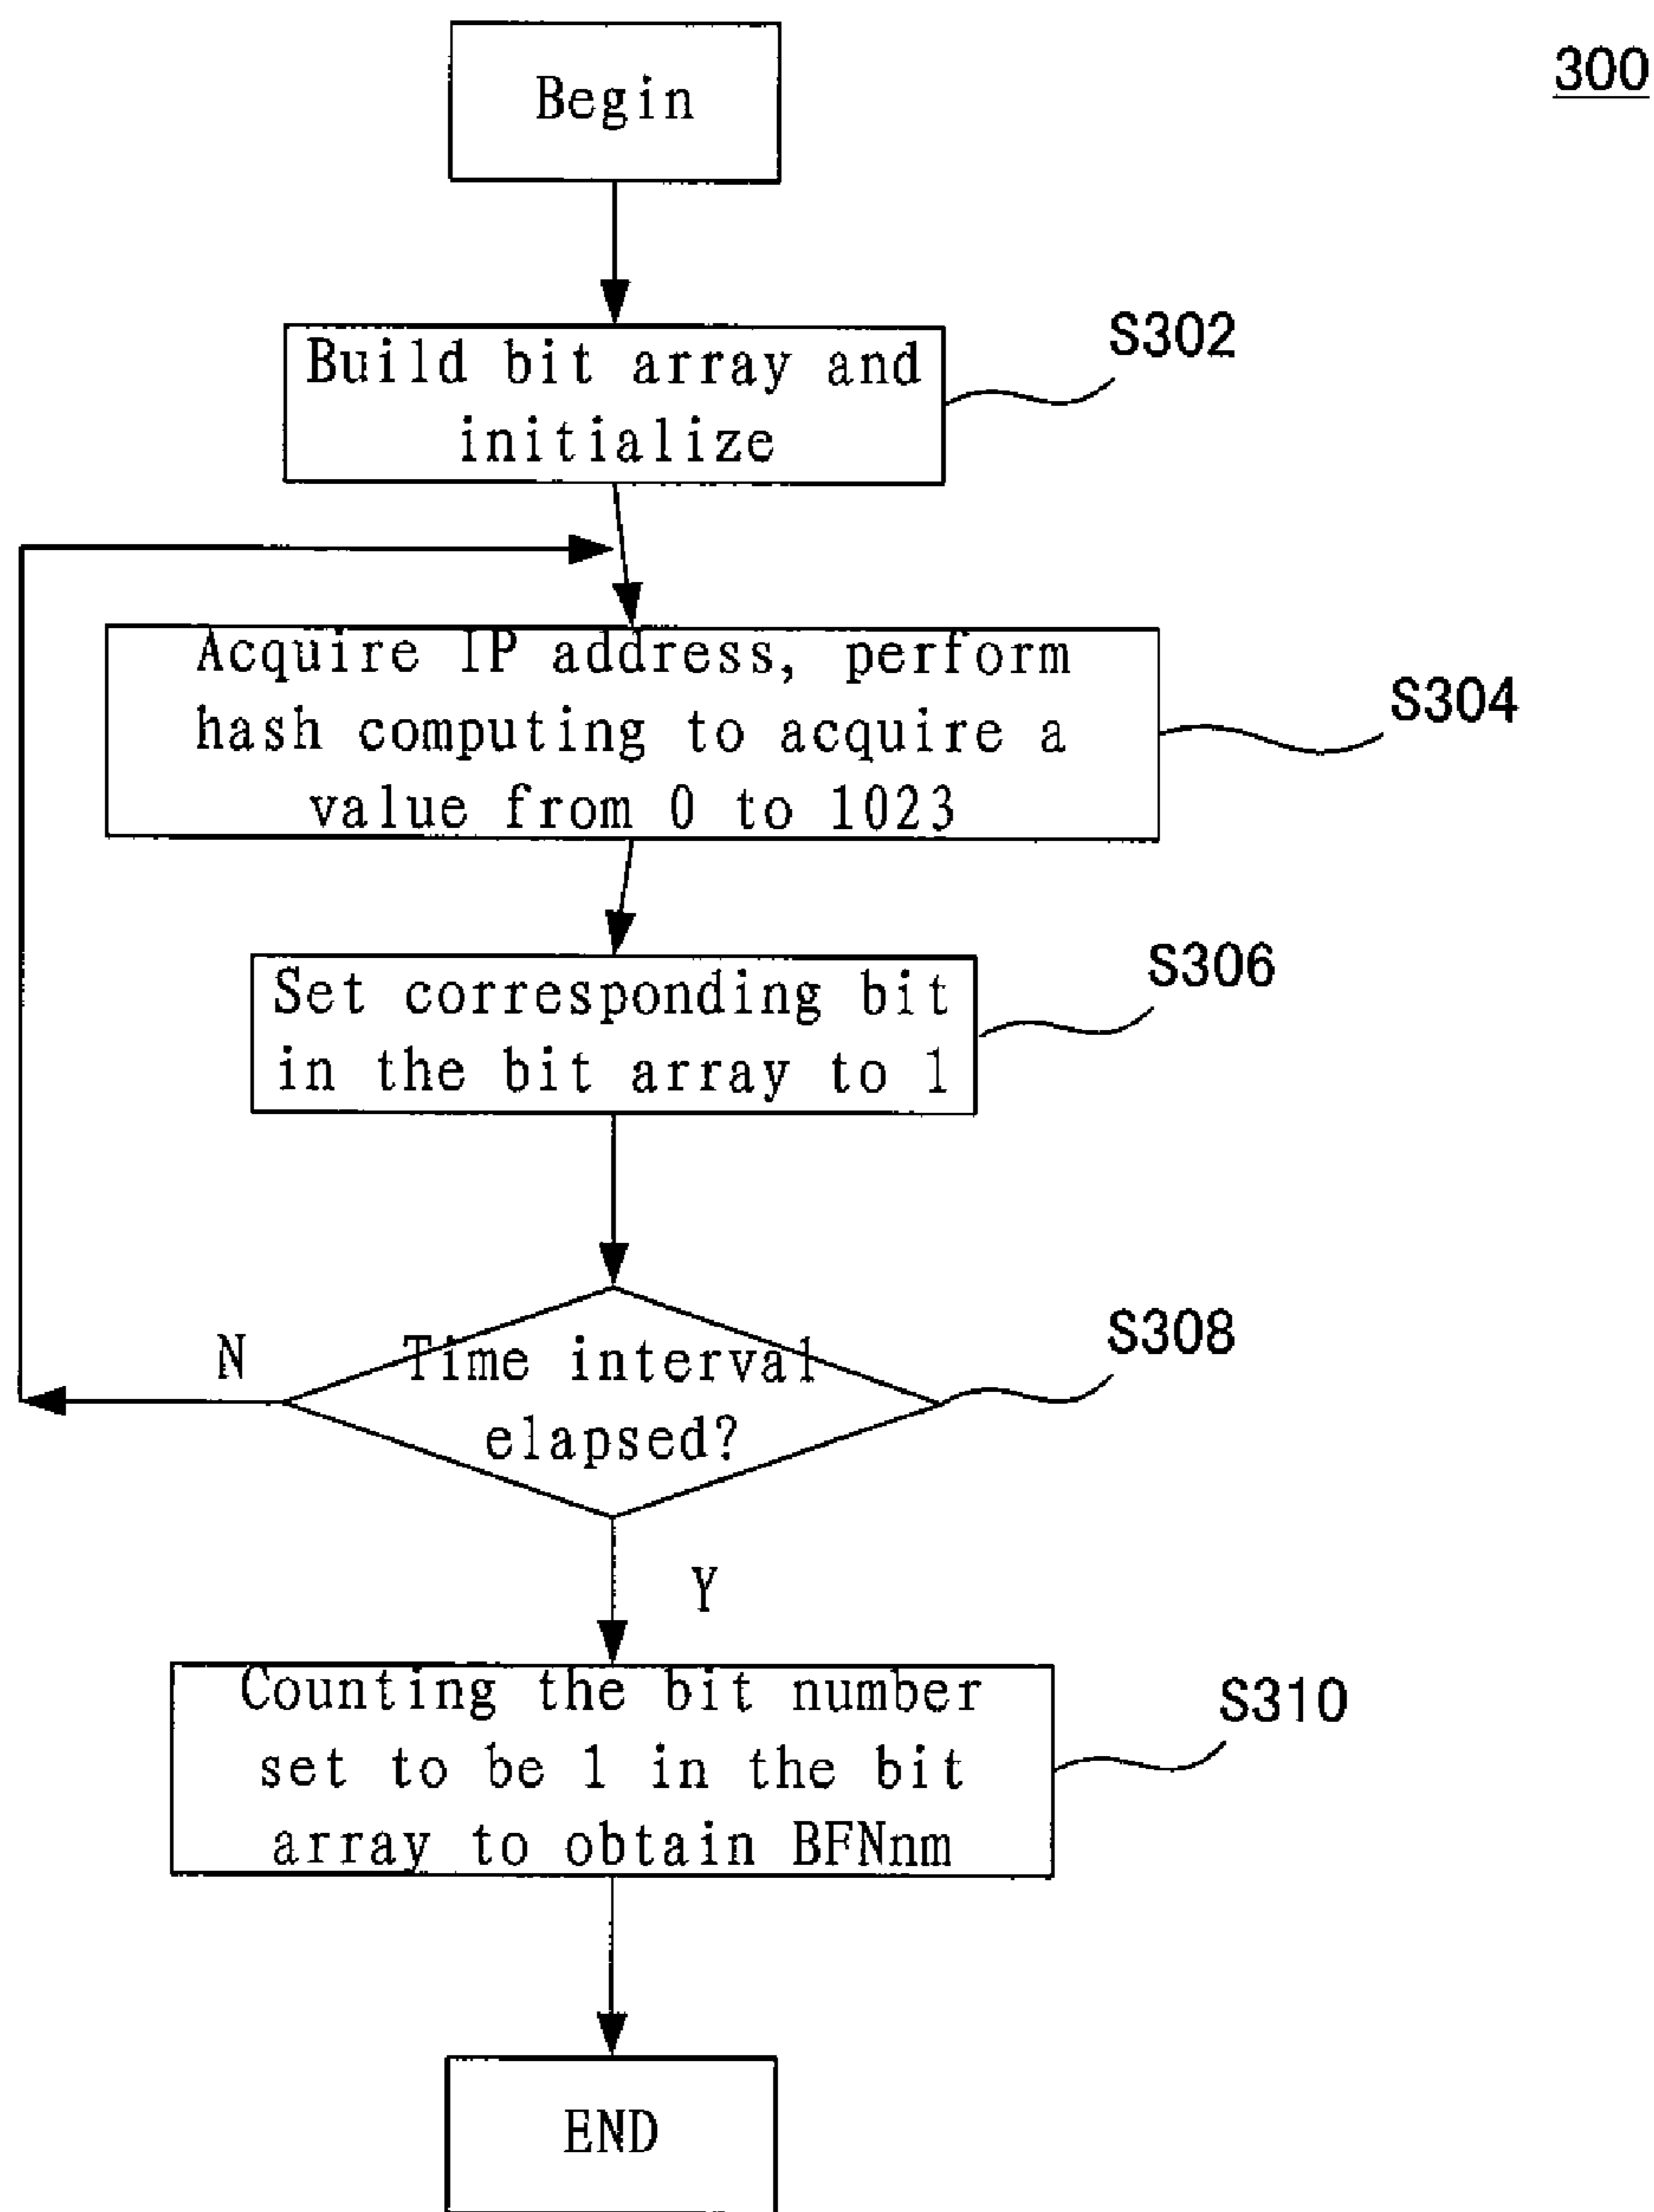 300
Begin
S302
Build bit array and
initialize
Acquire IP address, perform
hash computing to acquire a
value from 0 to 1023
S304
Set corresponding bit
in the bit array to 1
S306
Time interval
elapsed?
S308
N
Y
Counting the bit number
set to be 1 in the bit
array to obtain BFNnm
S310
END